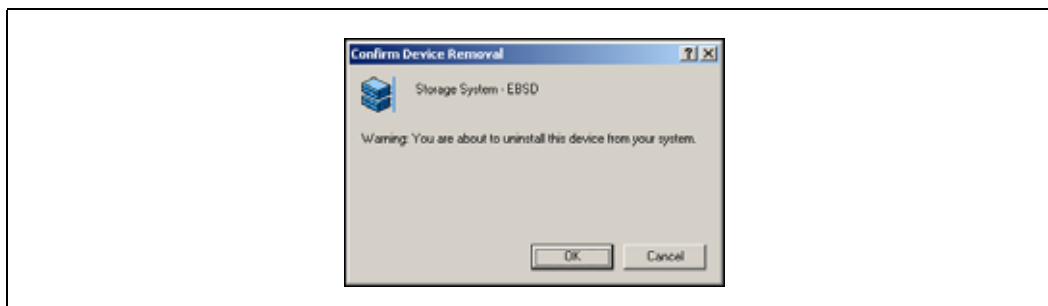 Confirm Device Removal
Storage System - EBSD
Warning: You are about to uninstall this device from your system.
OK
Cancel